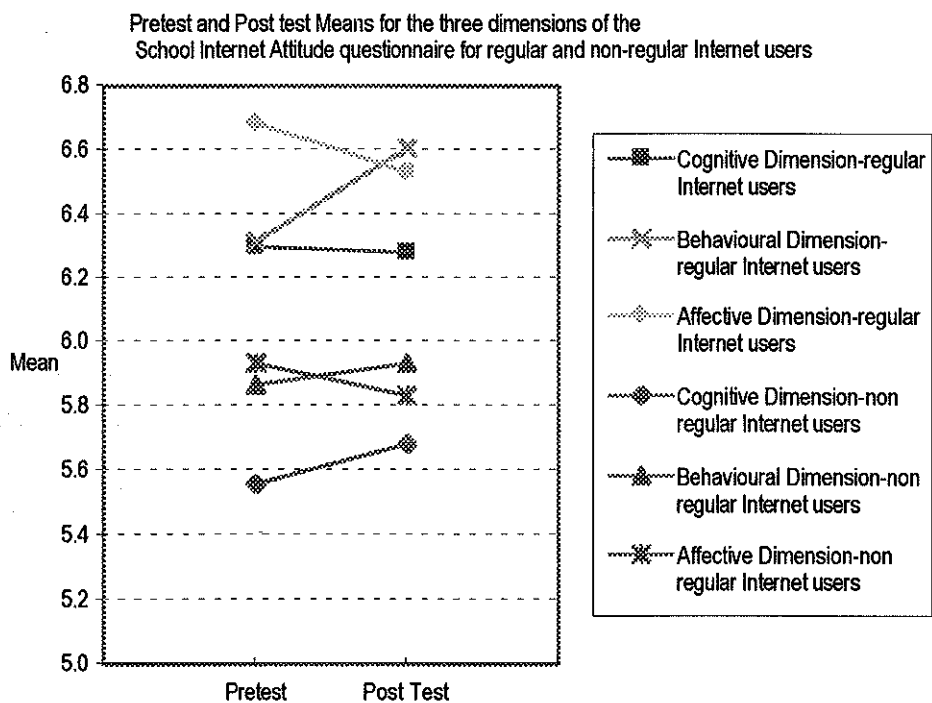 Pretest and Post test Means for the three dimensions of the
School Internet Attitude questionnaire for regular and non-regular Internet users
6.8
6.6
6.4
6.2
6.0
5.8
5.6
5.4
5.2
5.0
Mean
Pretest
Post Test
Cognitive Dimension-regular
Internet users
Behavioural Dimension-
regular Internet users
Affective Dimension-regular
Internet users
Cognitive Dimension-non
regular Internet users
Behavioural Dimension-non
regular Internet users
Affective Dimension-non
regular Internet users